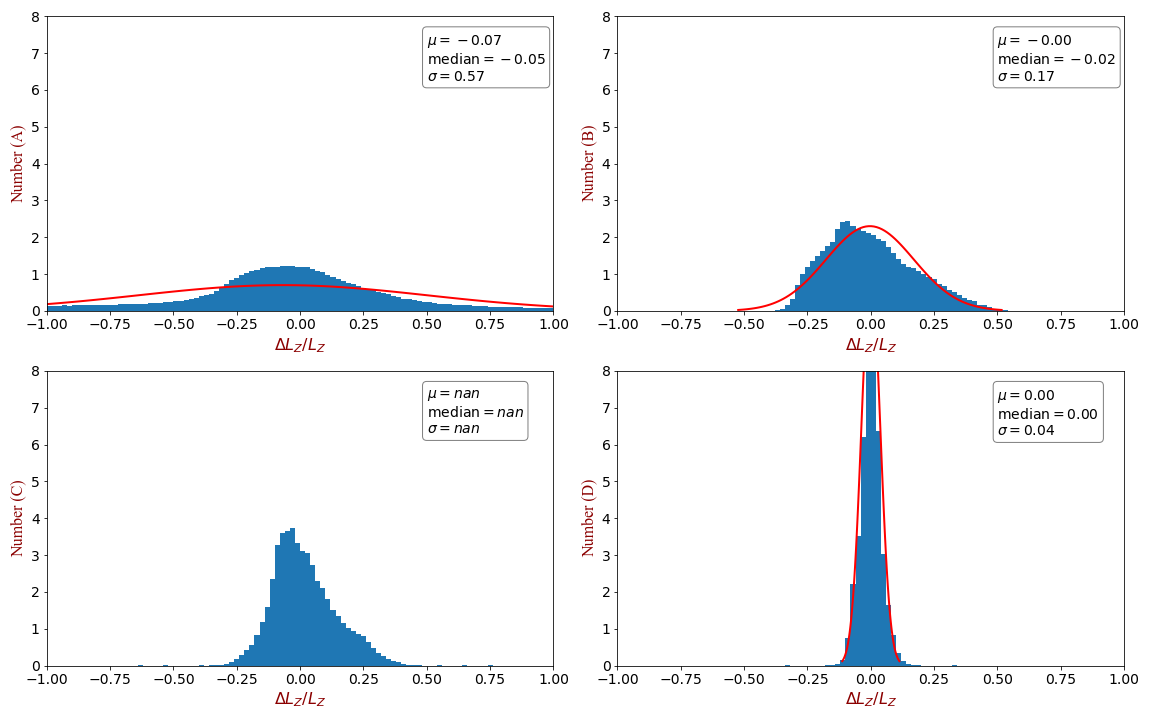 8
7
6
5
4
3
2
1
0
Number (A)
μ = −0.07
median = −0.05
σ = 0.57
−1.00 −0.75 −0.50 −0.25 0.00 0.25 0.50 0.75 1.00
ΔL_Z/L_Z
8
7
6
5
4
3
2
1
0
Number (B)
μ = −0.00
median = −0.02
σ = 0.17
−1.00 −0.75 −0.50 −0.25 0.00 0.25 0.50 0.75 1.00
ΔL_Z/L_Z
8
7
6
5
4
3
2
1
0
Number (C)
μ = nan
median = nan
σ = nan
−1.00 −0.75 −0.50 −0.25 0.00 0.25 0.50 0.75 1.00
ΔL_Z/L_Z
8
7
6
5
4
3
2
1
0
Number (D)
μ = 0.00
median = 0.00
σ = 0.04
−1.00 −0.75 −0.50 −0.25 0.00 0.25 0.50 0.75 1.00
ΔL_Z/L_Z